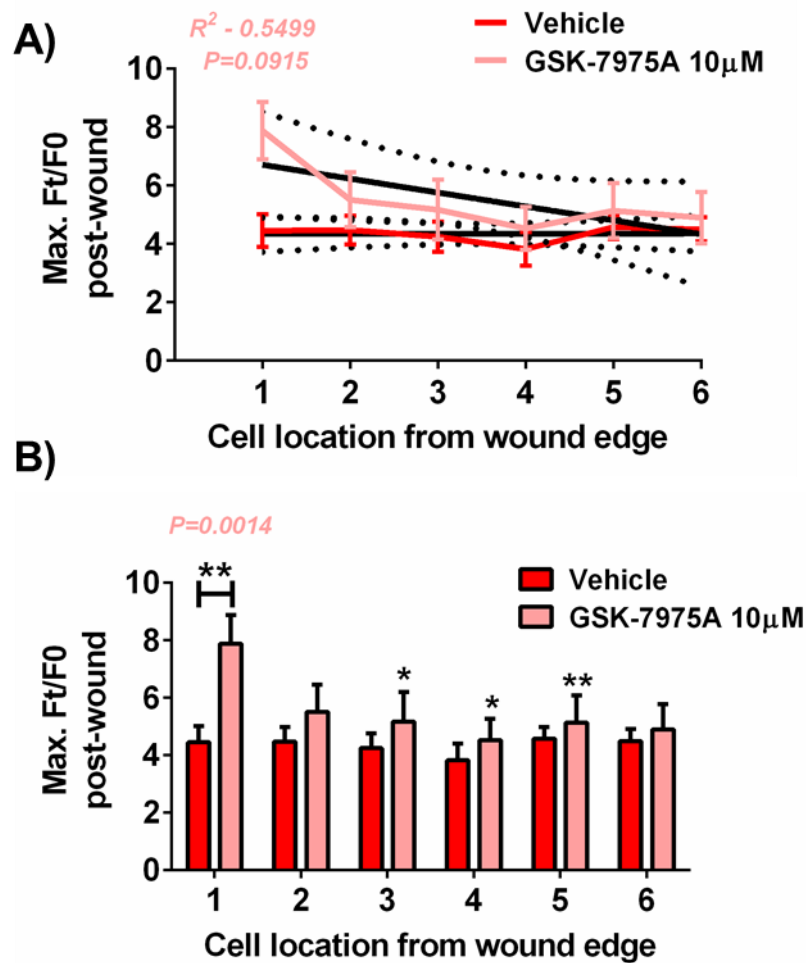 A)
R² - 0.5499
P=0.0915
Vehicle
GSK-7975A 10μM
Max. Ft/F0
post-wound
10
8
6
4
2
0
1 2 3 4 5 6
Cell location from wound edge
B)
P=0.0014
Vehicle
GSK-7975A 10μM
Max. Ft/F0
post-wound
10
8
6
4
2
0
**
*
*
**
1 2 3 4 5 6
Cell location from wound edge